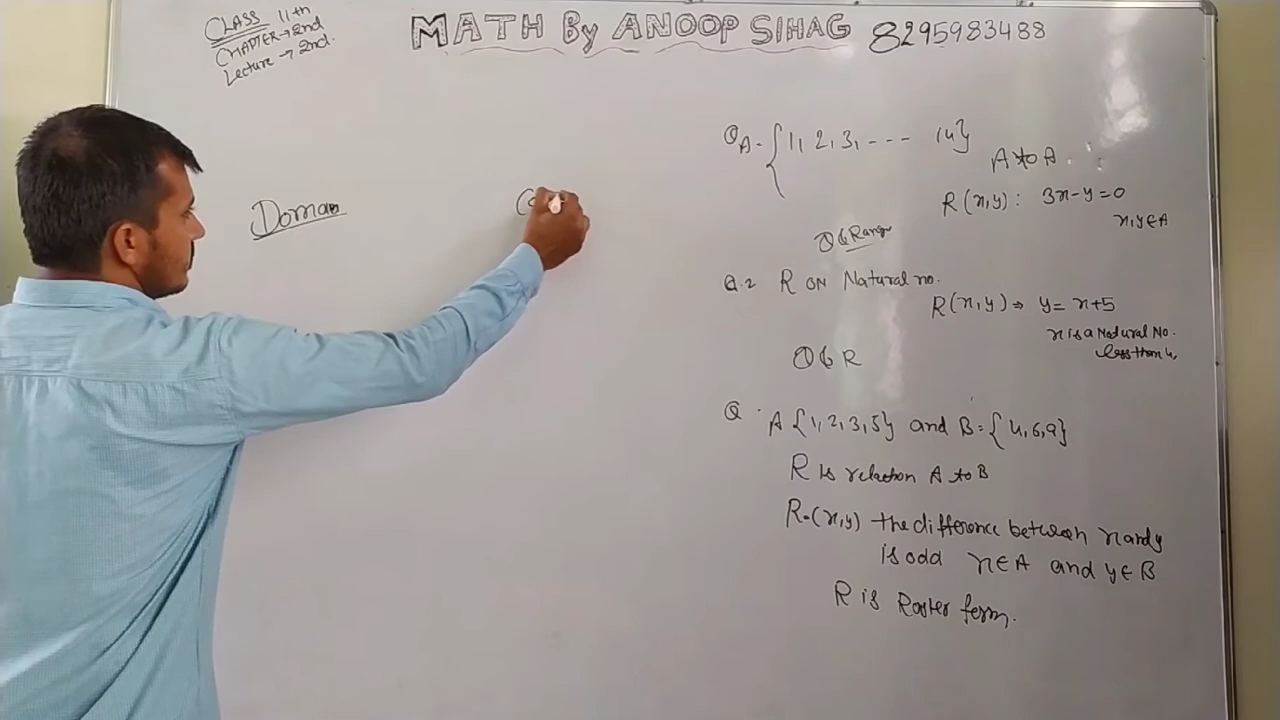 CLASS 11th
CHAPTER → 2nd
Lecture → 2nd.
MATH By ANOOP SIHAG 8295983488
Domain
Q A = {1, 2, 3, --- 14}
A to A.
R(x,y) : 3x-y=0
x,y∈A
D & Range
Q.2 R ON Natural no.
R(x,y) ⇒ y= x+5
x is a Natural No.
less than 4,
D & R
Q. A {1,2,3,5} and B={4,6,9}
R is relation A to B
R=(x,y) the difference between x and y
is odd x∈A and y∈B
R is Roster form.